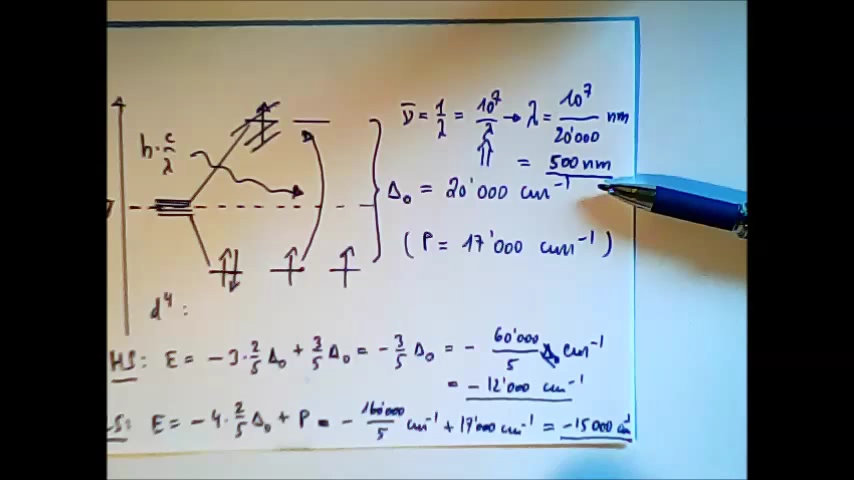 ν̄ = 1/λ = 10⁷/λ → λ = 10⁷/20'000 nm
= 500 nm
h · c/λ
Δ₀ = 20'000 cm⁻¹
(P = 17'000 cm⁻¹)
d⁴ :
HS: E = −3·2/5 Δ₀ + 3/5 Δ₀ = −3/5 Δ₀ = − 60'000/5 cm⁻¹
= −12'000 cm⁻¹
LS: E = −4·2/5 Δ₀ + P = − 160'000/5 cm⁻¹ + 17'000 cm⁻¹ = −15000 cm⁻¹